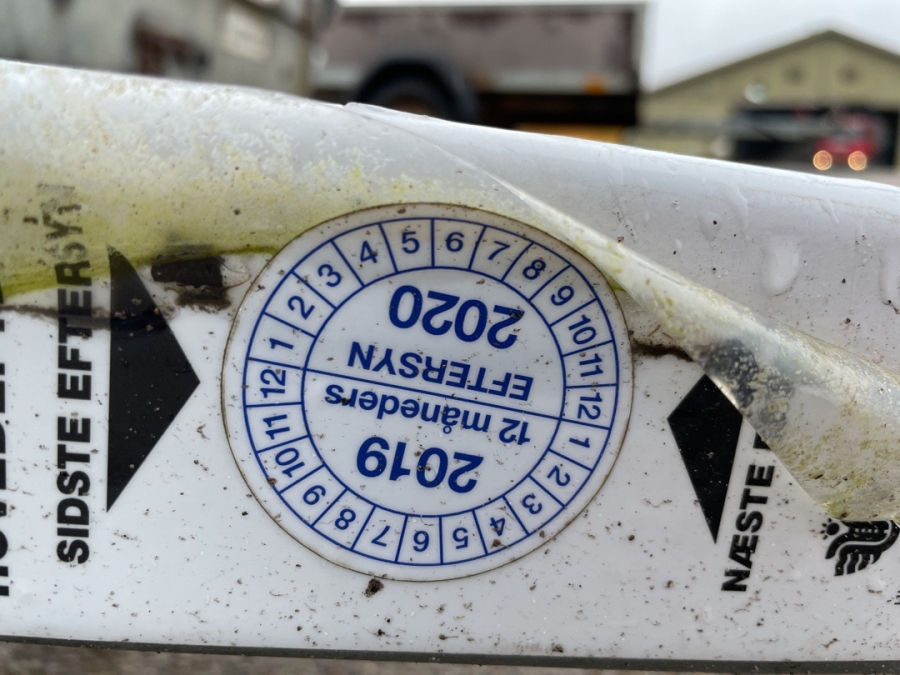 SIDSTE EFTERSYN
1 2 3 4 5 6 7 8 9 10 11 12
2019
12 måneders
EFTERSYN
2020
1 2 3 4 5 6 7 8 9 10 11 12
NÆSTE